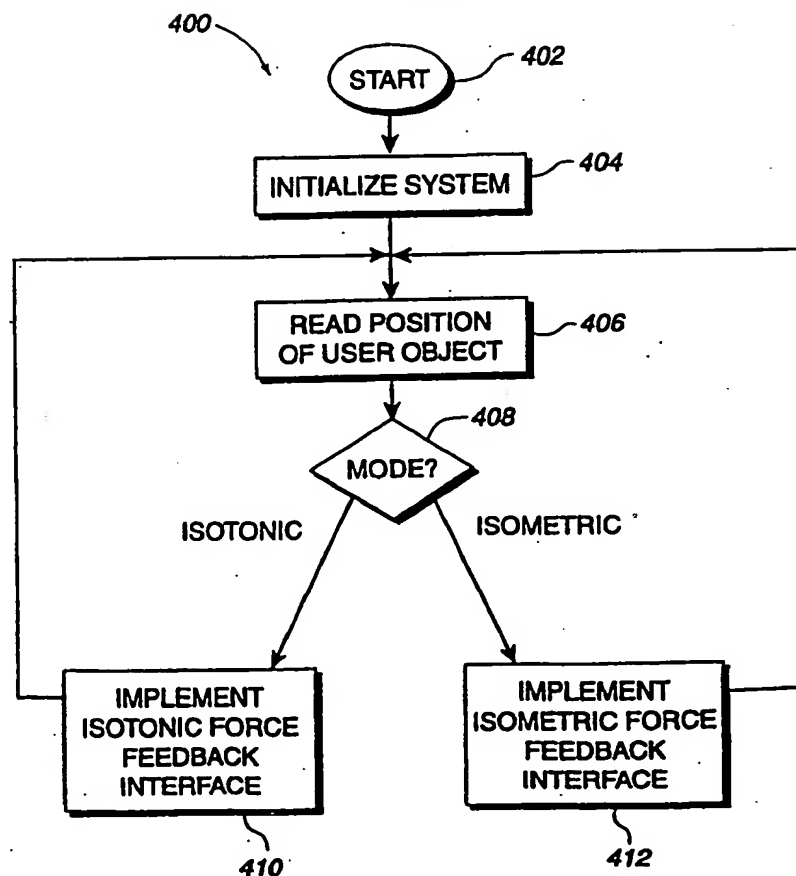 400
START
402
INITIALIZE SYSTEM
404
READ POSITION
OF USER OBJECT
406
408
MODE?
ISOTONIC
ISOMETRIC
IMPLEMENT
ISOTONIC FORCE
FEEDBACK
INTERFACE
IMPLEMENT
ISOMETRIC FORCE
FEEDBACK
INTERFACE
410
412